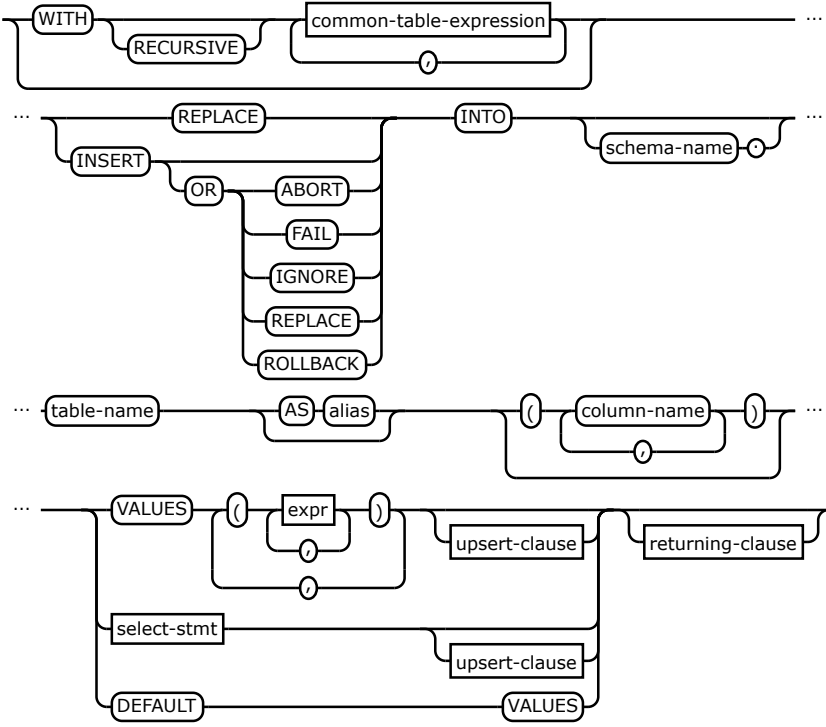 WITH common-table-expression ...
RECURSIVE
,
... REPLACE INTO ...
INSERT schema-name .
OR ABORT
FAIL
IGNORE
REPLACE
ROLLBACK
... table-name AS alias ( column-name ) ...
,
... VALUES ( expr )
, upsert-clause returning-clause
,
select-stmt
upsert-clause
DEFAULT VALUES